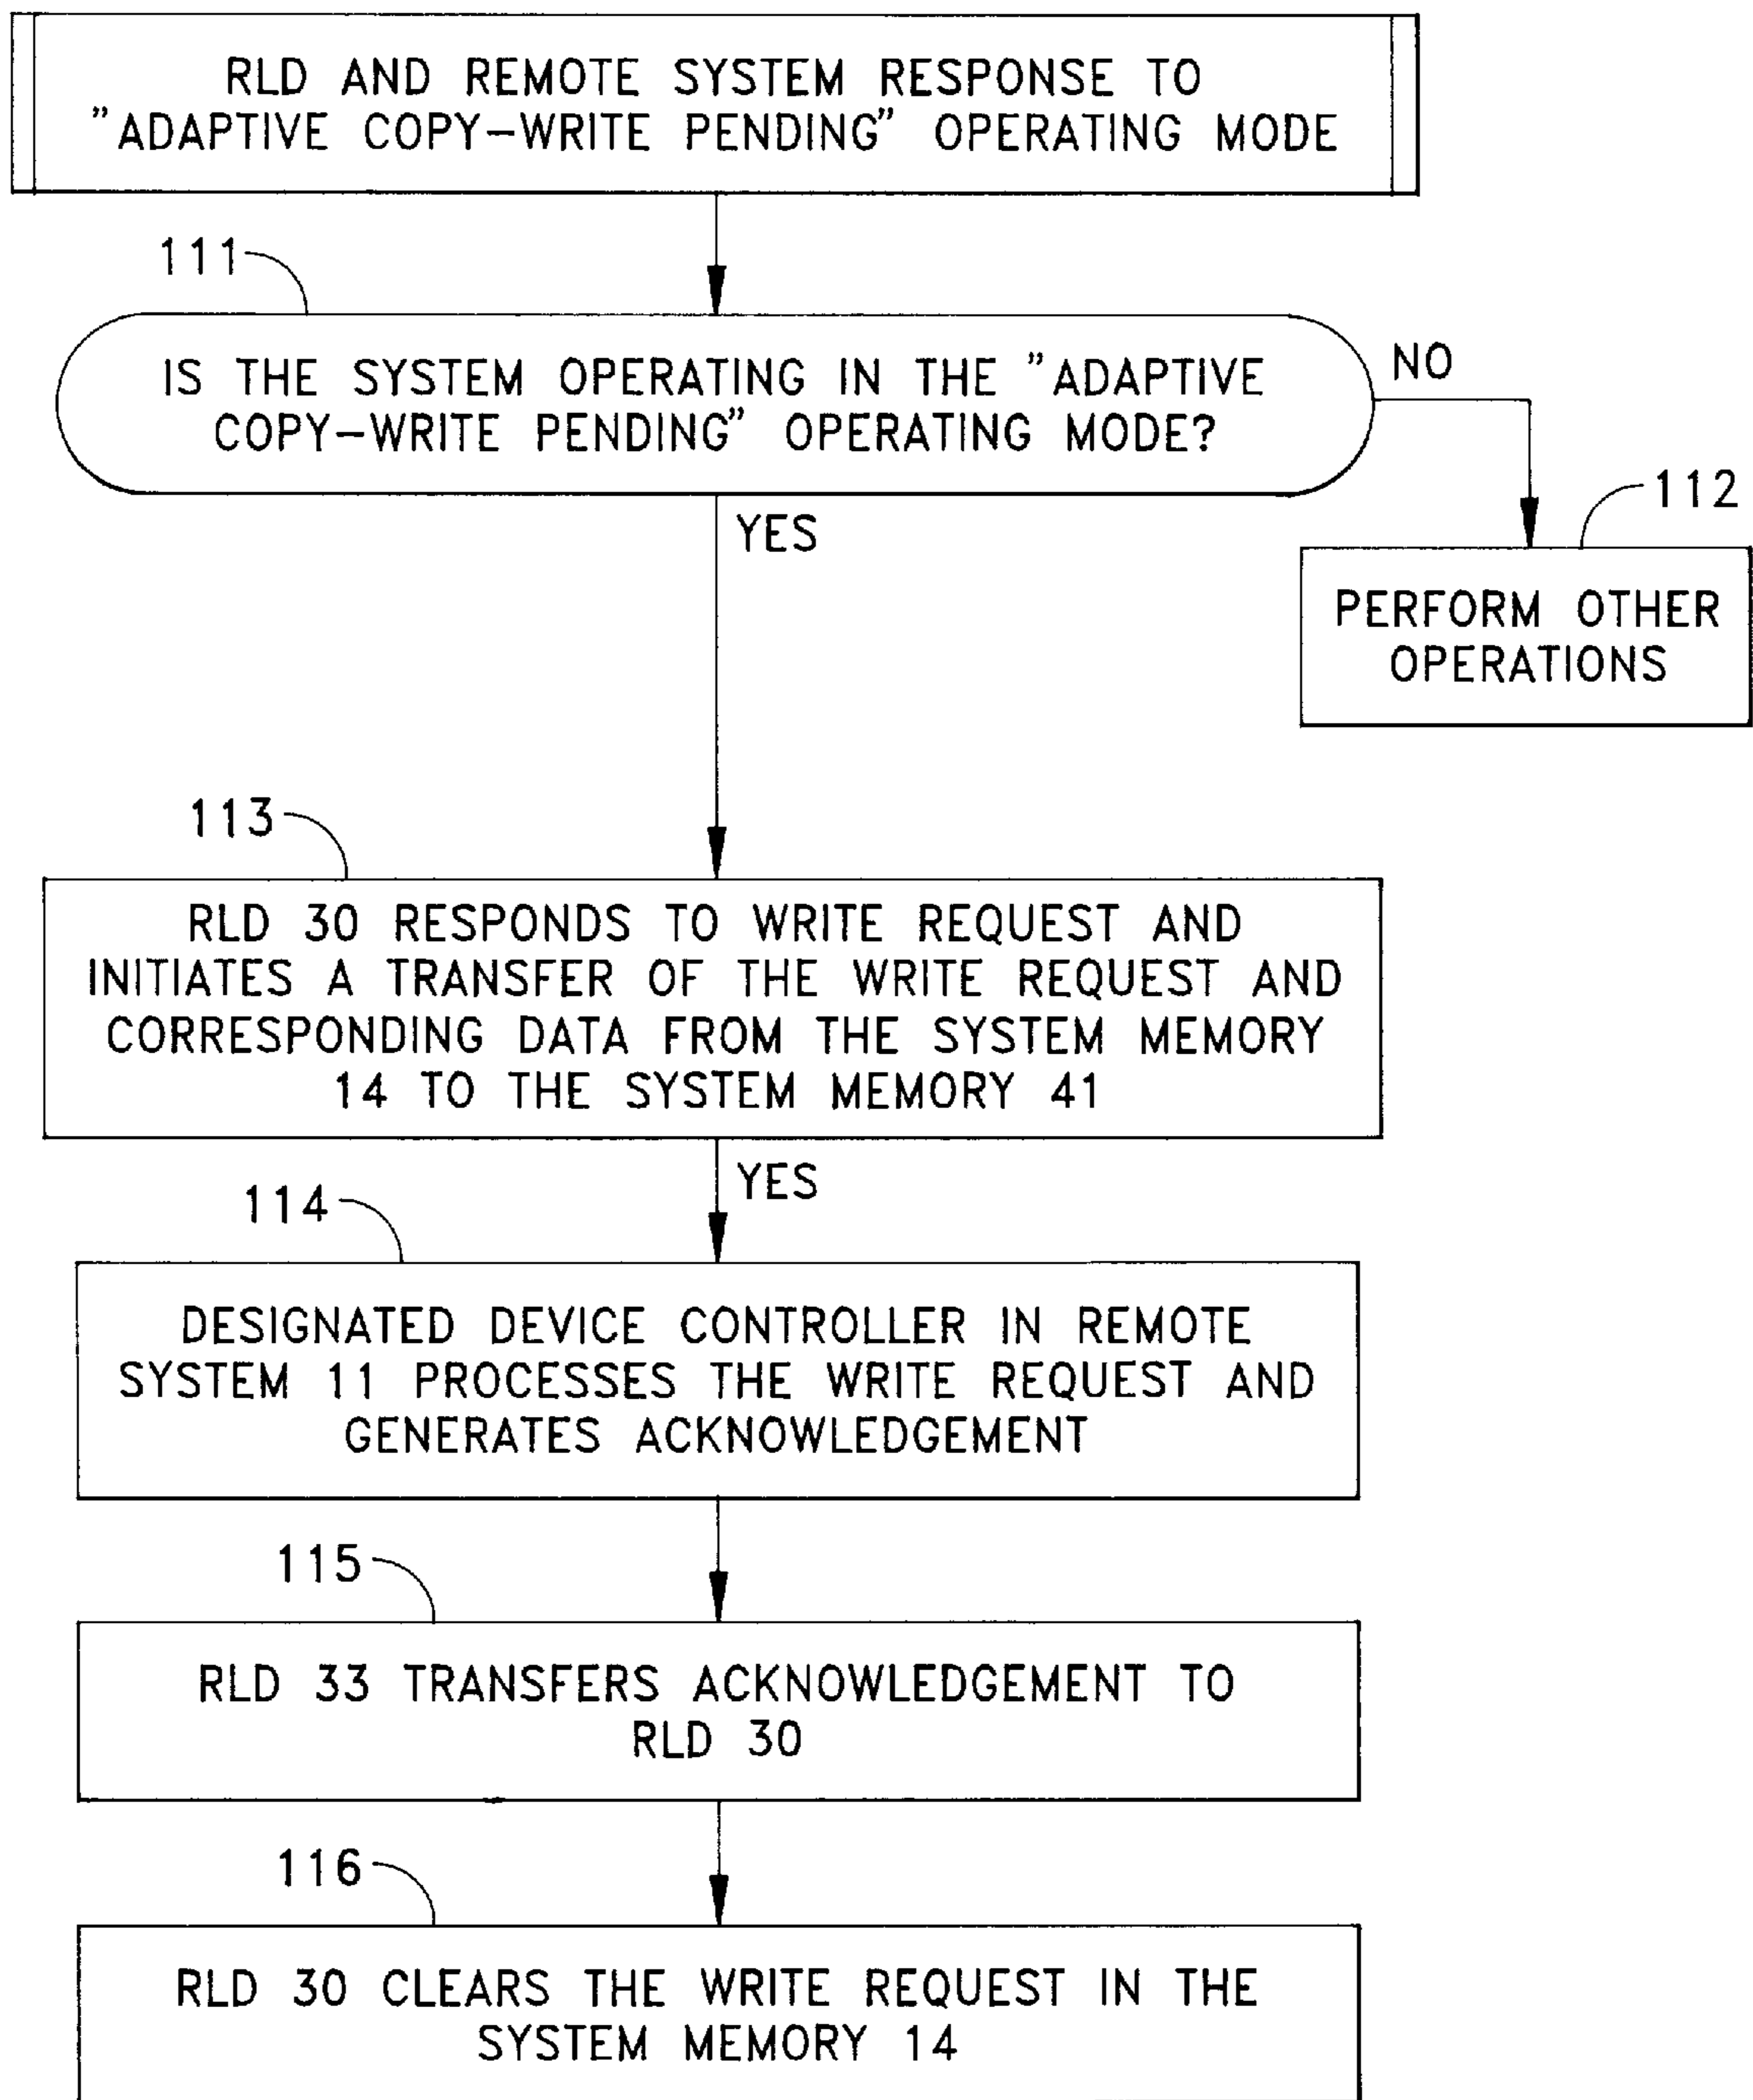 RLD AND REMOTE SYSTEM RESPONSE TO
"ADAPTIVE COPY–WRITE PENDING" OPERATING MODE
111
IS THE SYSTEM OPERATING IN THE "ADAPTIVE
COPY–WRITE PENDING" OPERATING MODE?
NO
YES
112
PERFORM OTHER
OPERATIONS
113
RLD 30 RESPONDS TO WRITE REQUEST AND
INITIATES A TRANSFER OF THE WRITE REQUEST AND
CORRESPONDING DATA FROM THE SYSTEM MEMORY
14 TO THE SYSTEM MEMORY 41
YES
114
DESIGNATED DEVICE CONTROLLER IN REMOTE
SYSTEM 11 PROCESSES THE WRITE REQUEST AND
GENERATES ACKNOWLEDGEMENT
115
RLD 33 TRANSFERS ACKNOWLEDGEMENT TO
RLD 30
116
RLD 30 CLEARS THE WRITE REQUEST IN THE
SYSTEM MEMORY 14